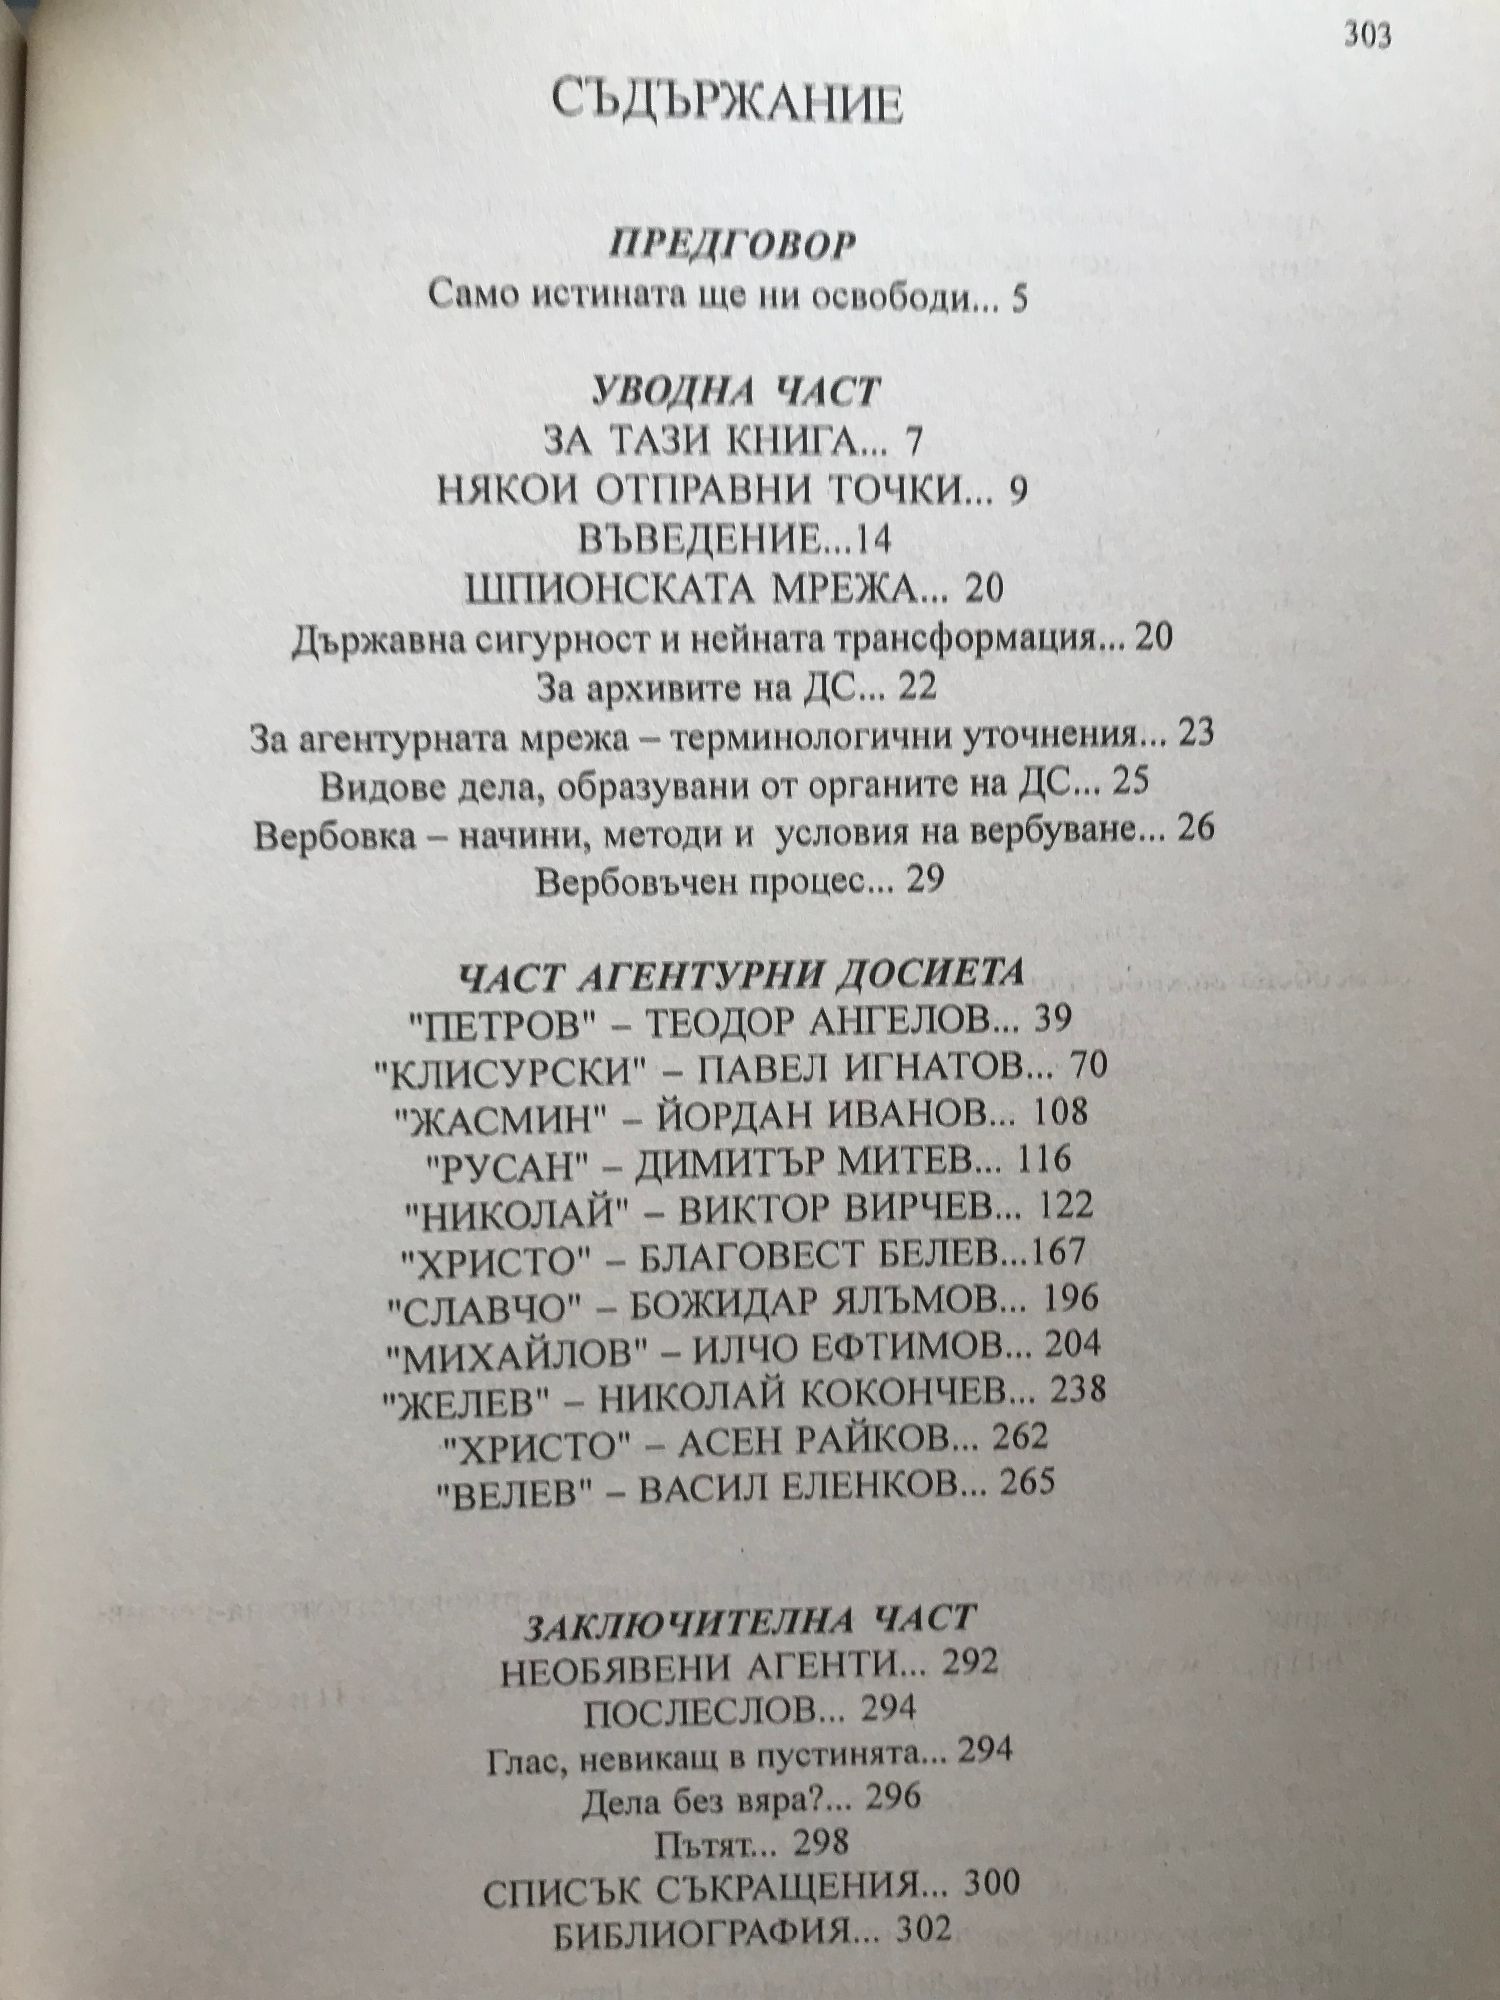 303
СЪДЪРЖАНИЕ
ПРЕДГОВОР
Само истината ще ни освободи... 5
УВОДНА ЧАСТ
ЗА ТАЗИ КНИГА... 7
НЯКОИ ОТПРАВНИ ТОЧКИ... 9
ВЪВЕДЕНИЕ...14
ШПИОНСКАТА МРЕЖА... 20
Държавна сигурност и нейната трансформация... 20
За архивите на ДС... 22
За агентурната мрежа – терминологични уточнения... 23
Видове дела, образувани от органите на ДС... 25
Вербовка – начини, методи и условия на вербуване... 26
Вербовъчен процес... 29
ЧАСТ АГЕНТУРНИ ДОСИЕТА
"ПЕТРОВ" – ТЕОДОР АНГЕЛОВ... 39
"КЛИСУРСКИ" – ПАВЕЛ ИГНАТОВ... 70
"ЖАСМИН" – ЙОРДАН ИВАНОВ... 108
"РУСАН" – ДИМИТЪР МИТЕВ... 116
"НИКОЛАЙ" – ВИКТОР ВИРЧЕВ... 122
"ХРИСТО" – БЛАГОВЕСТ БЕЛЕВ...167
"СЛАВЧО" – БОЖИДАР ЯЛЪМОВ... 196
"МИХАЙЛОВ" – ИЛЧО ЕФТИМОВ... 204
"ЖЕЛЕВ" – НИКОЛАЙ КОКОНЧЕВ... 238
"ХРИСТО" – АСЕН РАЙКОВ... 262
"ВЕЛЕВ" – ВАСИЛ ЕЛЕНКОВ... 265
ЗАКЛЮЧИТЕЛНА ЧАСТ
НЕОБЯВЕНИ АГЕНТИ... 292
ПОСЛЕСЛОВ... 294
Глас, невикащ в пустинята... 294
Дела без вяра?... 296
Пътят... 298
СПИСЪК СЪКРАЩЕНИЯ... 300
БИБЛИОГРАФИЯ... 302